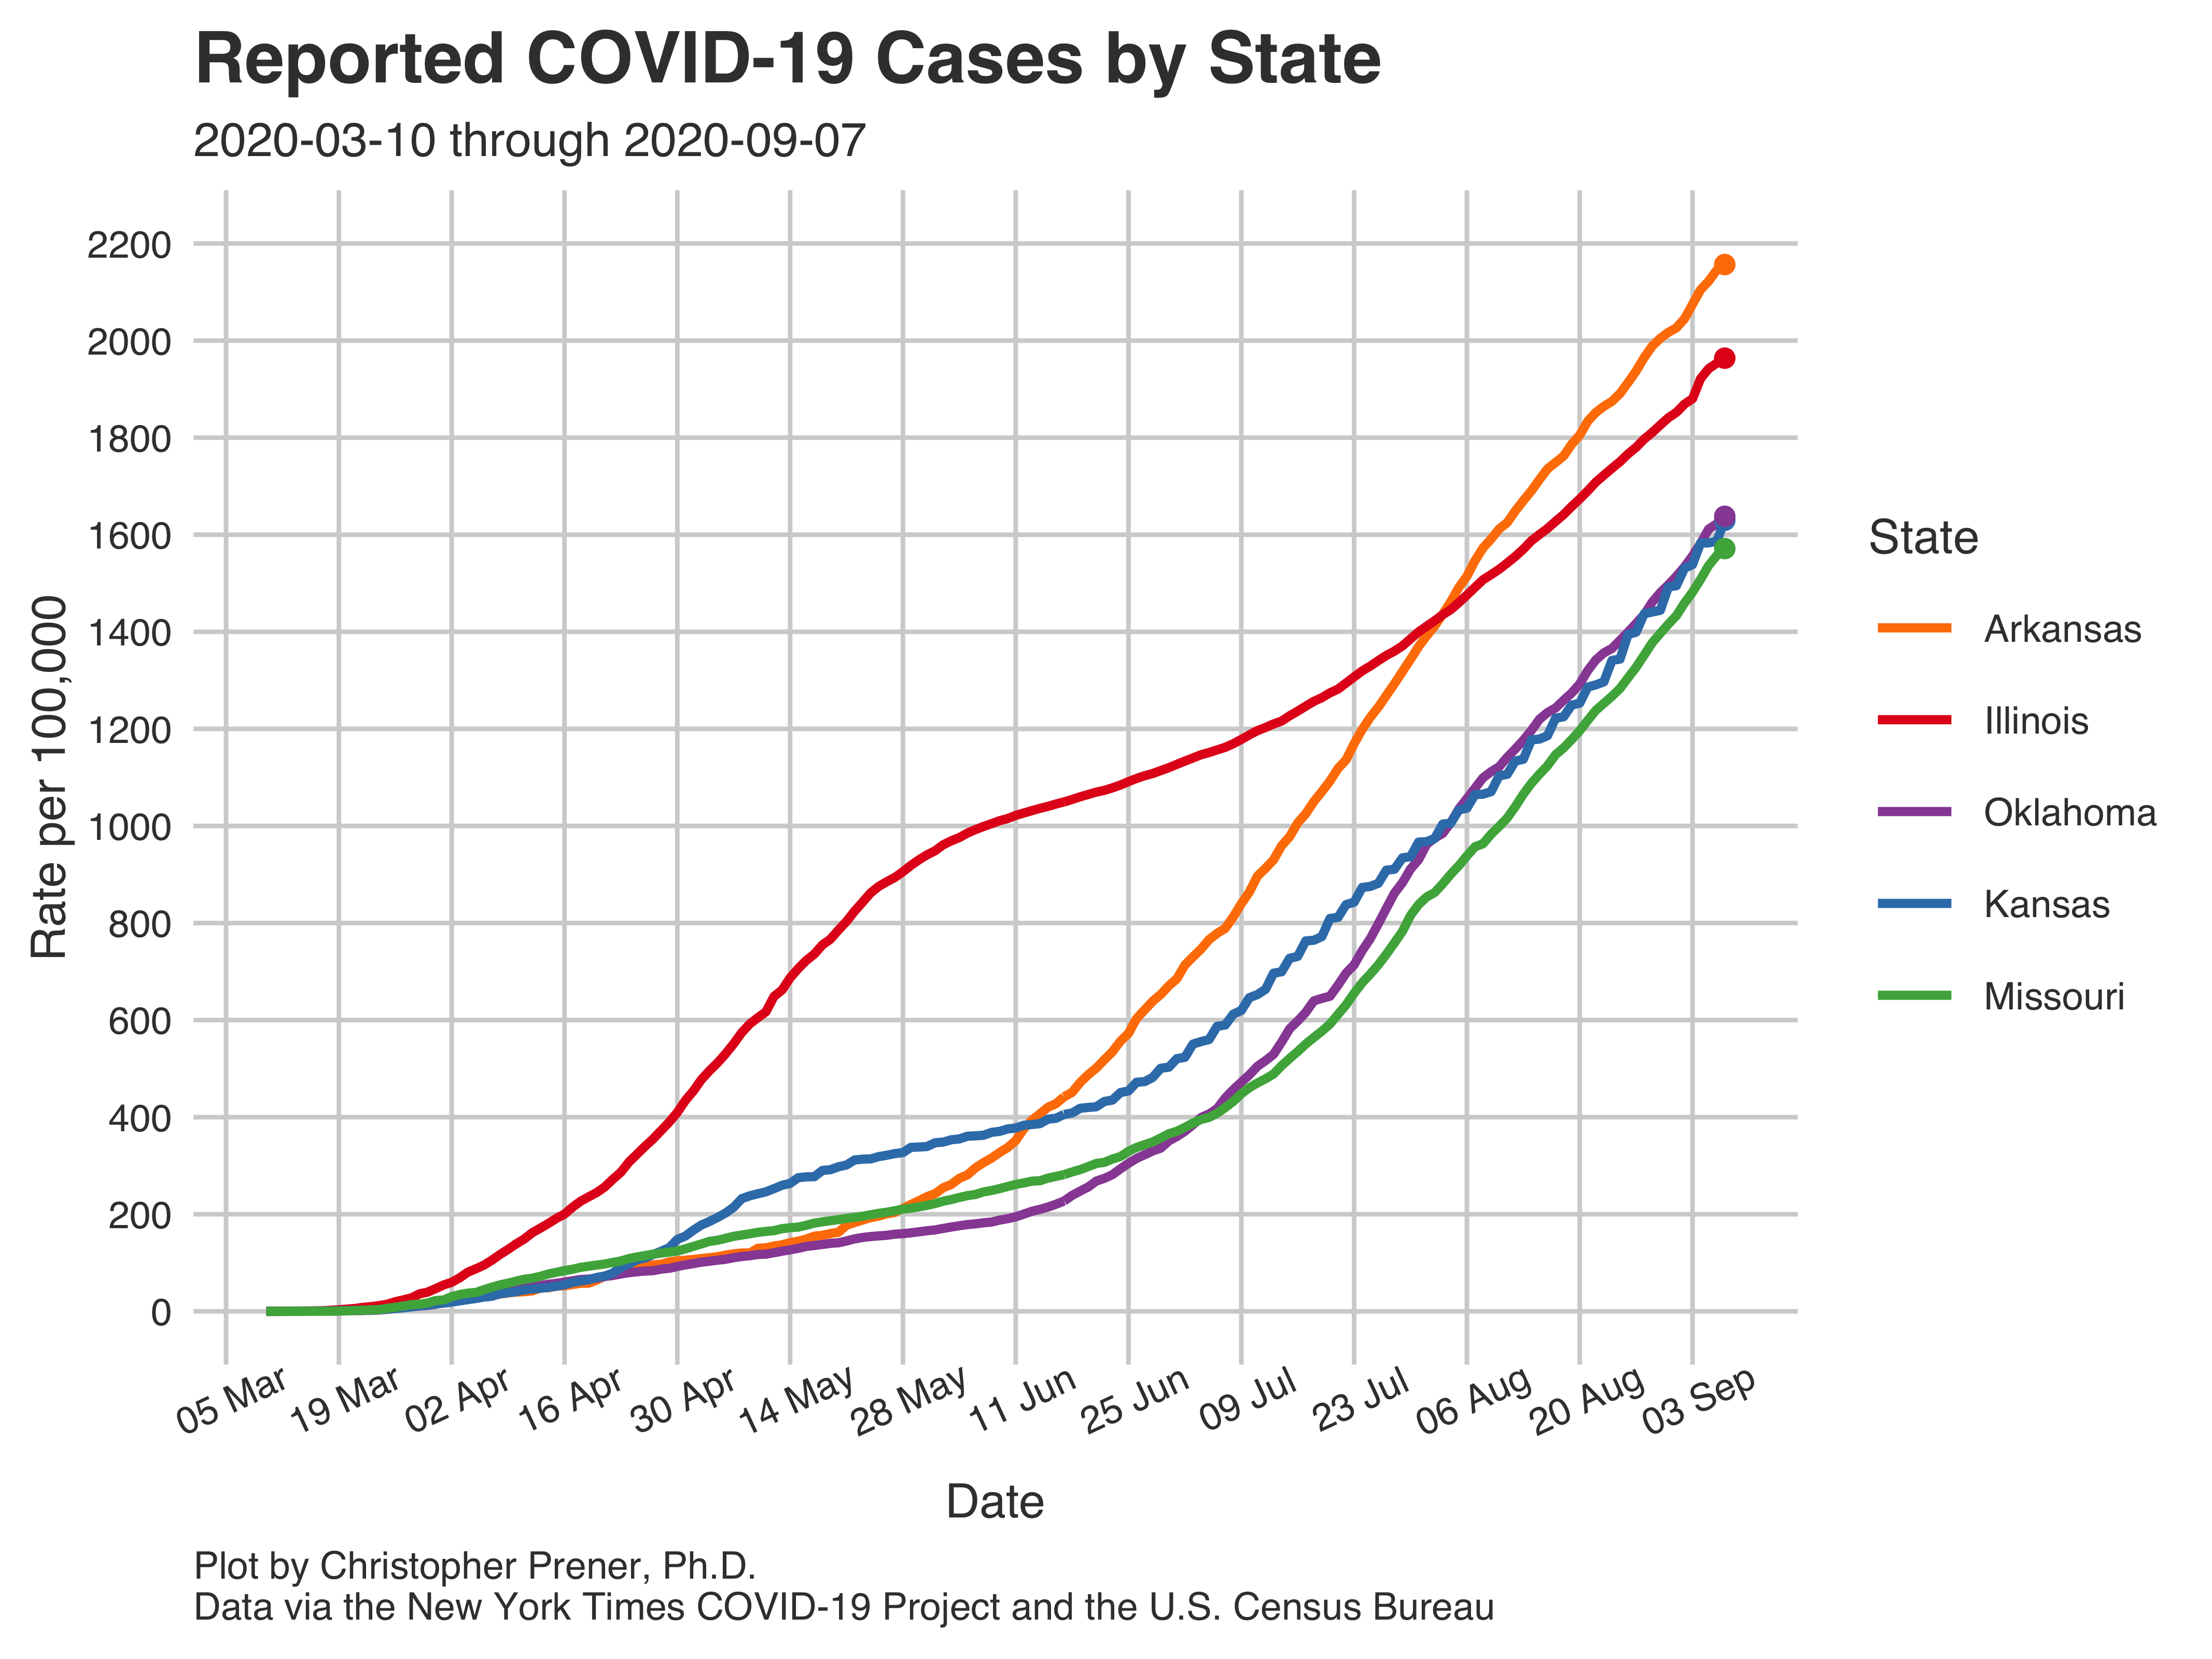 Reported COVID-19 Cases by State
2020-03-10 through 2020-09-07
Rate per 100,000
2200
2000
1800
1600
1400
1200
1000
800
600
400
200
0
05 Mar
19 Mar
02 Apr
16 Apr
30 Apr
14 May
28 May
11 Jun
25 Jun
09 Jul
23 Jul
06 Aug
20 Aug
03 Sep
Date
State
Arkansas
Illinois
Oklahoma
Kansas
Missouri
Plot by Christopher Prener, Ph.D.
Data via the New York Times COVID-19 Project and the U.S. Census Bureau